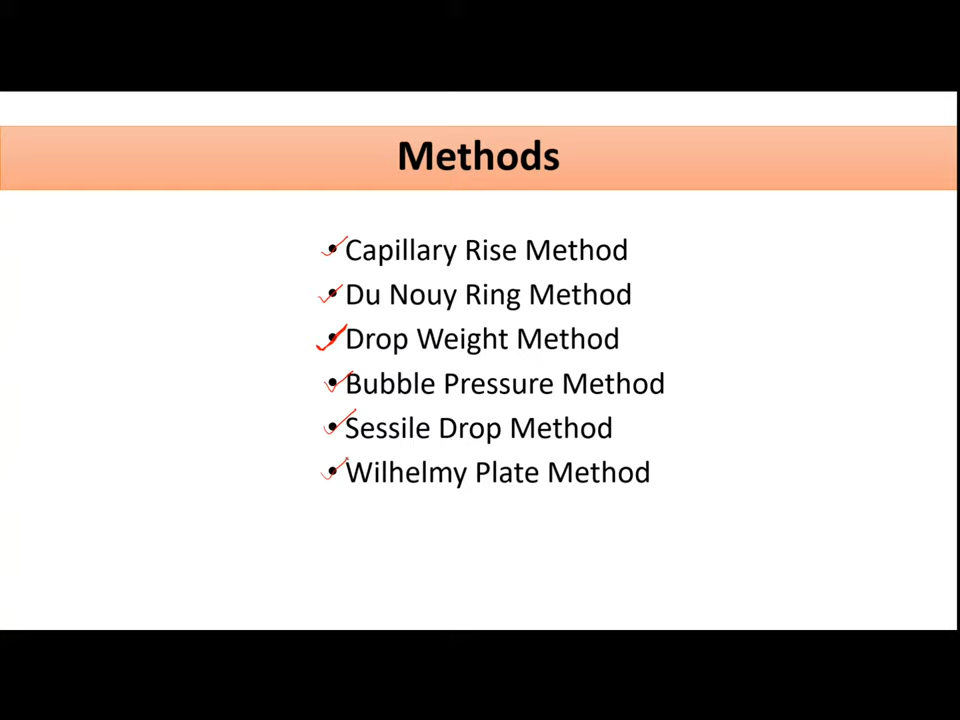 Methods
• Capillary Rise Method
• Du Nouy Ring Method
• Drop Weight Method
• Bubble Pressure Method
• Sessile Drop Method
• Wilhelmy Plate Method